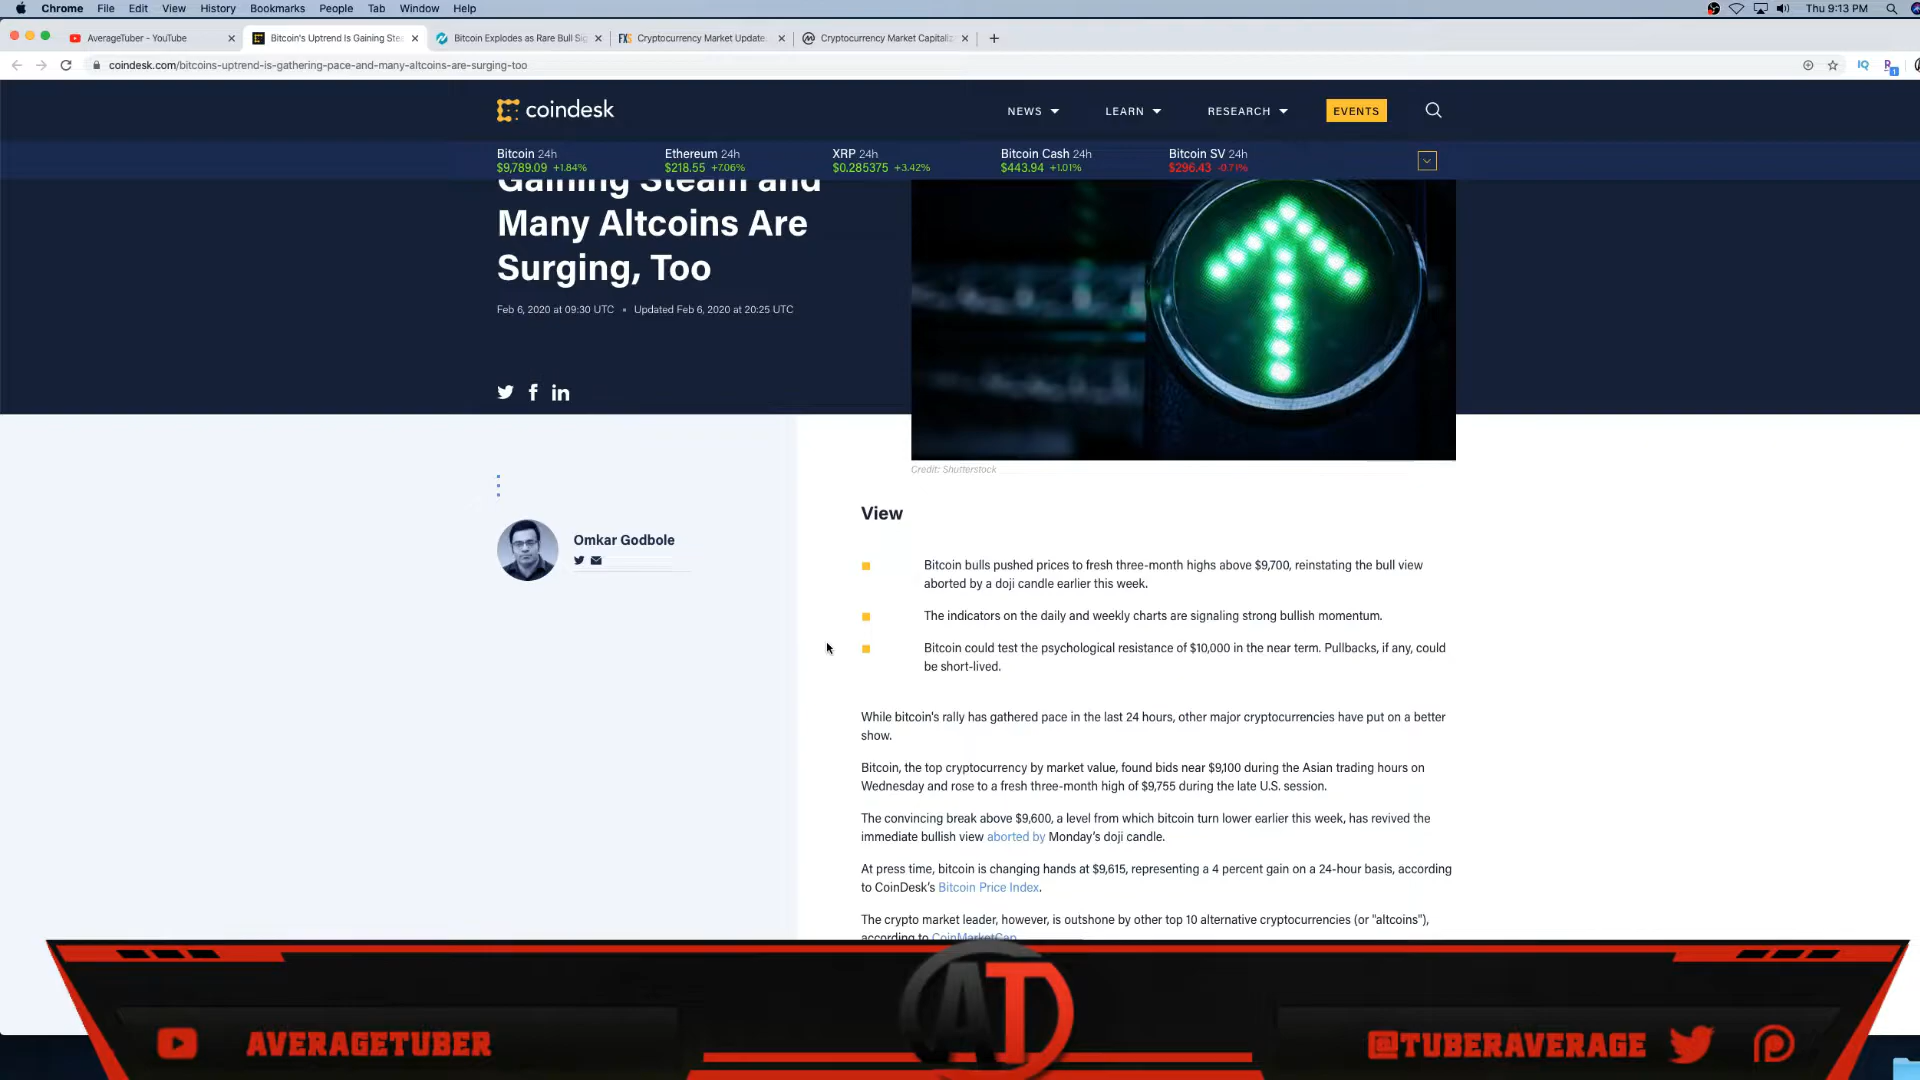 Chrome File Edit View History Bookmarks People Tab Window Help
Thu 9:13 PM
AverageTuber - YouTube
Bitcoin's Uptrend Is Gaining Ste
Bitcoin Explodes as Rare Bull Sig
Cryptocurrency Market Update
Cryptocurrency Market Capitaliz
coindesk.com/bitcoins-uptrend-is-gathering-pace-and-many-altcoins-are-surging-too
coindesk
NEWS LEARN RESEARCH EVENTS
Bitcoin 24h
$9,789.09 +1.84%
Ethereum 24h
$218.55 +7.06%
XRP 24h
$0.285375 +3.42%
Bitcoin Cash 24h
$443.94 +1.01%
Bitcoin SV 24h
$296.43 -0.71%
Gaining Steam and
Many Altcoins Are
Surging, Too
Feb 6, 2020 at 09:30 UTC • Updated Feb 6, 2020 at 20:25 UTC
Credit: Shutterstock
Omkar Godbole
View
Bitcoin bulls pushed prices to fresh three-month highs above $9,700, reinstating the bull view
aborted by a doji candle earlier this week.
The indicators on the daily and weekly charts are signaling strong bullish momentum.
Bitcoin could test the psychological resistance of $10,000 in the near term. Pullbacks, if any, could
be short-lived.
While bitcoin's rally has gathered pace in the last 24 hours, other major cryptocurrencies have put on a better
show.
Bitcoin, the top cryptocurrency by market value, found bids near $9,100 during the Asian trading hours on
Wednesday and rose to a fresh three-month high of $9,755 during the late U.S. session.
The convincing break above $9,600, a level from which bitcoin turn lower earlier this week, has revived the
immediate bullish view aborted by Monday's doji candle.
At press time, bitcoin is changing hands at $9,615, representing a 4 percent gain on a 24-hour basis, according
to CoinDesk's Bitcoin Price Index.
The crypto market leader, however, is outshone by other top 10 alternative cryptocurrencies (or "altcoins"),
according to CoinMarketCap
AT
AVERAGETUBER
@TUBERAVERAGE